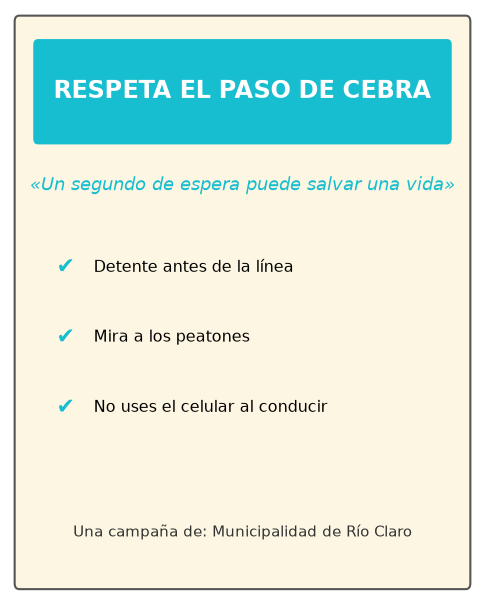 RESPETA EL PASO DE CEBRA
«Un segundo de espera puede salvar una vida»
✔ Detente antes de la línea
✔ Mira a los peatones
✔ No uses el celular al conducir
Una campaña de: Municipalidad de Río Claro